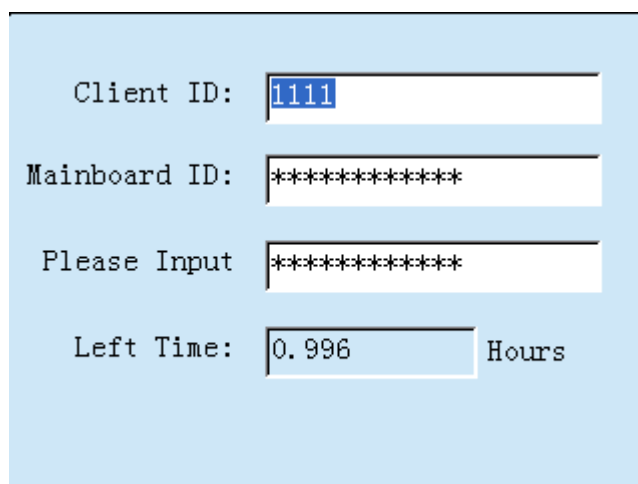 Client ID: 1111
Mainboard ID: ************
Please Input ************
Left Time: 0.996 Hours